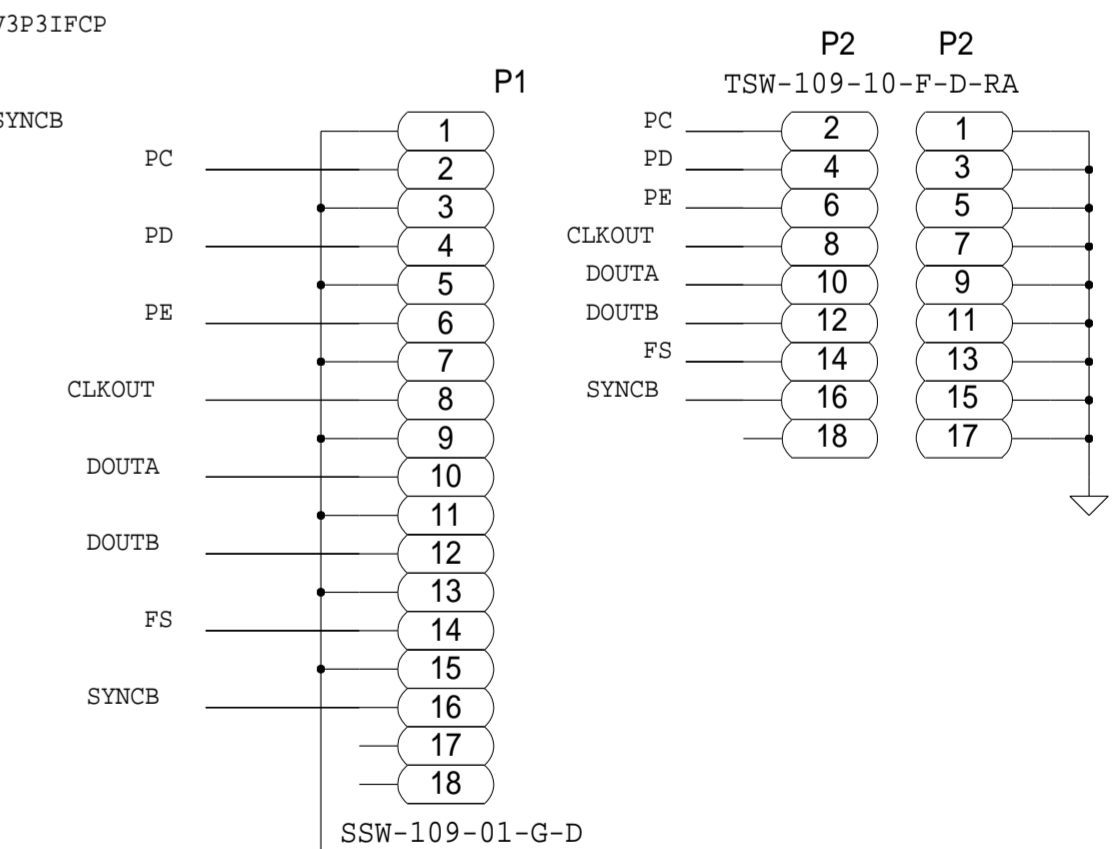 V3P3IFCP
SYNCB
P1
1
PC 2
3
PD 4
5
PE 6
7
CLKOUT 8
9
DOUTA 10
11
DOUTB 12
13
FS 14
15
SYNCB 16
17
18
SSW-109-01-G-D
P2 P2
TSW-109-10-F-D-RA
PC 2 1
PD 4 3
PE 6 5
CLKOUT 8 7
DOUTA 10 9
DOUTB 12 11
FS 14 13
SYNCB 16 15
18 17